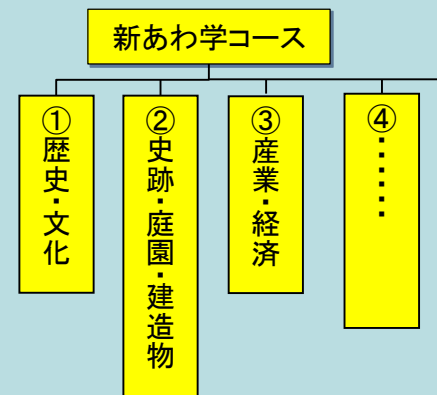 新あわ学コース
①歴史・文化
②史跡・庭園・建造物
③産業・経済
④・・・・・